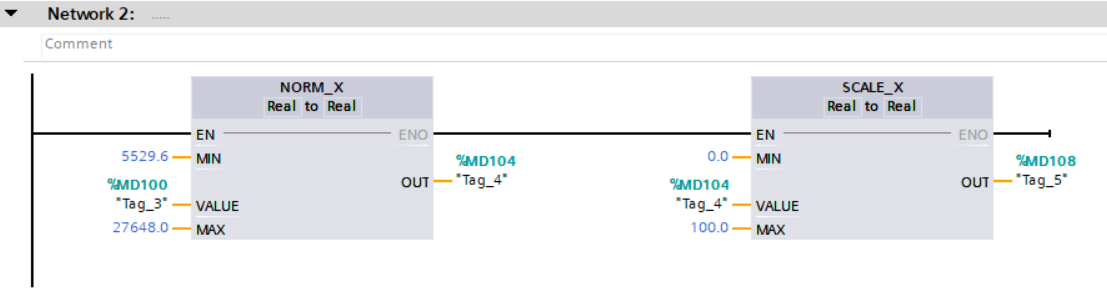 Network 2: .....
Comment
NORM_X
Real to Real
EN
ENO
5529.6
MIN
%MD104
"Tag_4"
OUT
%MD100
"Tag_3"
VALUE
27648.0
MAX
SCALE_X
Real to Real
EN
ENO
0.0
MIN
%MD108
"Tag_5"
OUT
%MD104
"Tag_4"
VALUE
100.0
MAX